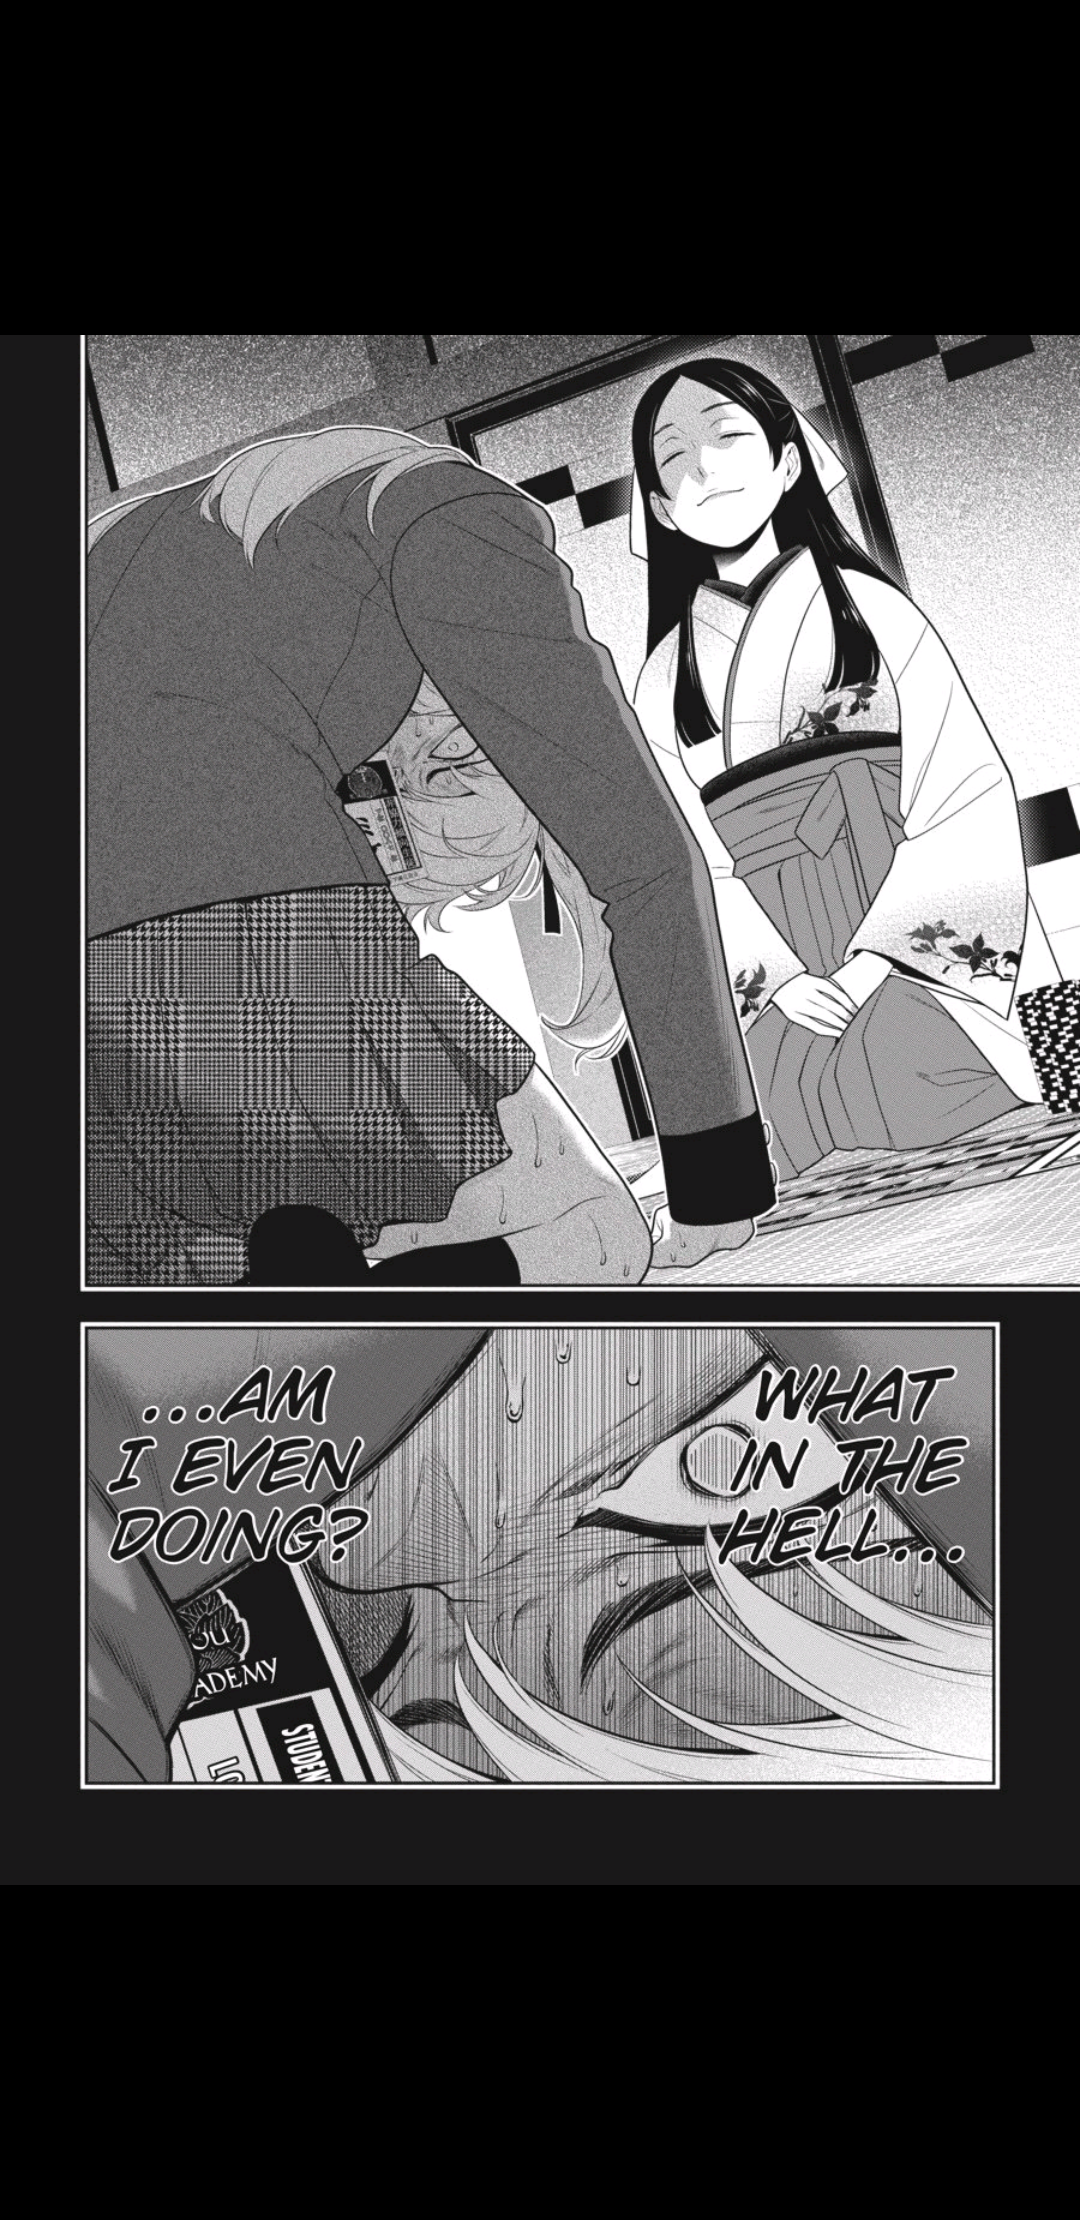 WHAT
IN THE
HELL...
...AM
I EVEN
DOING?
ADEMY
STUDEN